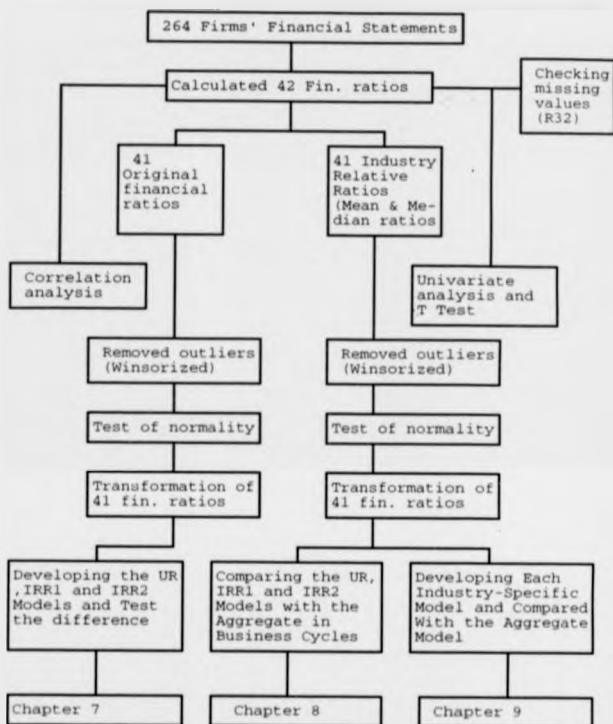 264 Firms' Financial Statements
Calculated 42 Fin. ratios
Checking
missing
values
(R32)
41
Original
financial
ratios
41 Industry
Relative
Ratios
(Mean & Me-
dian ratios
Correlation
analysis
Univariate
analysis and
T Test
Removed outliers
(Winsorized)
Removed outliers
(Winsorized)
Test of normality
Test of normality
Transformation of
41 fin. ratios
Transformation of
41 fin. ratios
Developing the UR
,IRR1 and IRR2
Models and Test
the difference
Comparing the UR,
IRR1 and IRR2
Models with the
Aggregate in
Business Cycles
Developing Each
Industry-Specific
Model and Compared
With the Aggregate
Model
Chapter 7
Chapter 8
Chapter 9